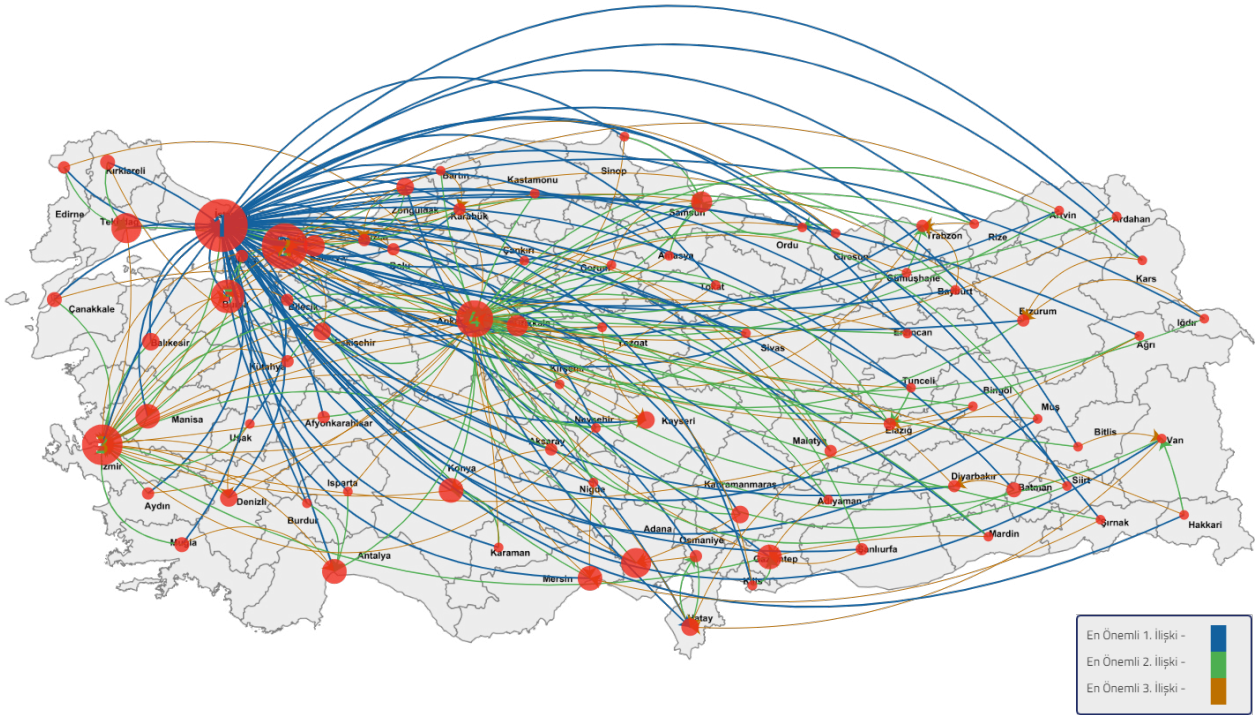 Kırklareli
Bartın
Kastamonu
Sinop
Edirne
Tekirdağ
1
Zonguldak
Karabük
Samsun
Artvin
Ardahan
2
Ordu
Trabzon
Rize
Bolu
Çankırı
Çorum
Amasya
Giresun
Kars
Gümüşhane
Tokat
Bayburt
Çanakkale
5
Bilecik
4
Erzurum
Iğdır
Balıkesir
Eskişehir
Yozgat
Sivas
Ağrı
Kütahya
Kırşehir
Tunceli
Bingöl
Manisa
Uşak
Afyonkarahisar
Nevşehir
Kayseri
Muş
3
Elazığ
Bitlis
Van
Aksaray
Malatya
İzmir
Konya
Isparta
Niğde
Kahramanmaraş
Diyarbakır
Batman
Siirt
Aydın
Denizli
Burdur
Adıyaman
Şırnak
Hakkari
Muğla
Antalya
Karaman
Adana
Osmaniye
Mardin
Gaziantep
Şanlıurfa
Mersin
Kilis
Hatay
En Önemli 1. İlişki -
En Önemli 2. İlişki -
En Önemli 3. İlişki -